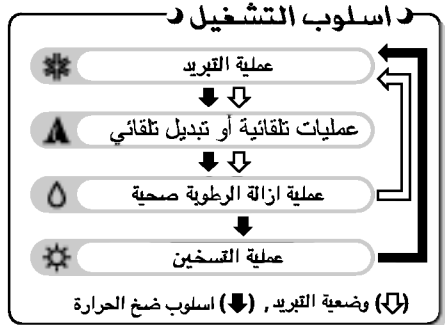 اسلوب التشغيل
عملية التبريد
عمليات تلقائية أو تبديل تلقائي
عملية ازالة الرطوبة صحية
عملية التسخين
(⇩) وضعية التبريد , (⬇) اسلوب ضخ الحرارة